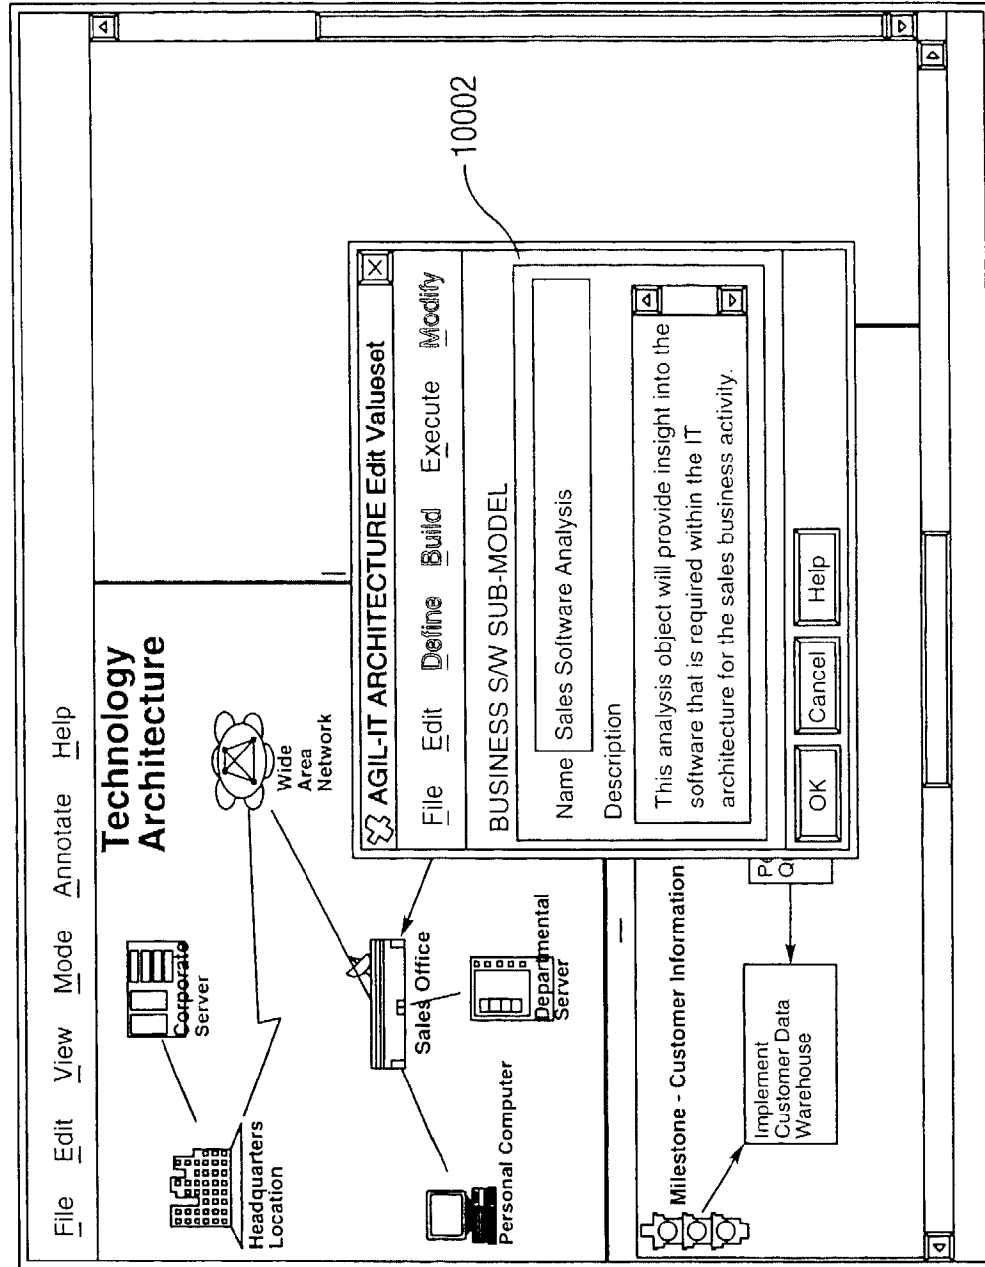 File Edit View Mode Annotate Help
Technology
Architecture
Corporate
Server
Headquarters
Location
Wide
Area
Network
Sales Office
Personal Computer
Departmental
Server
Milestone - Customer Information
Implement
Customer Data
Warehouse
AGIL-IT ARCHITECTURE Edit Valueset
File Edit Define Build Execute Modify
BUSINESS S/W SUB-MODEL
Name Sales Software Analysis
Description
This analysis object will provide insight into the
software that is required within the IT
architecture for the sales business activity.
OK Cancel Help
10002